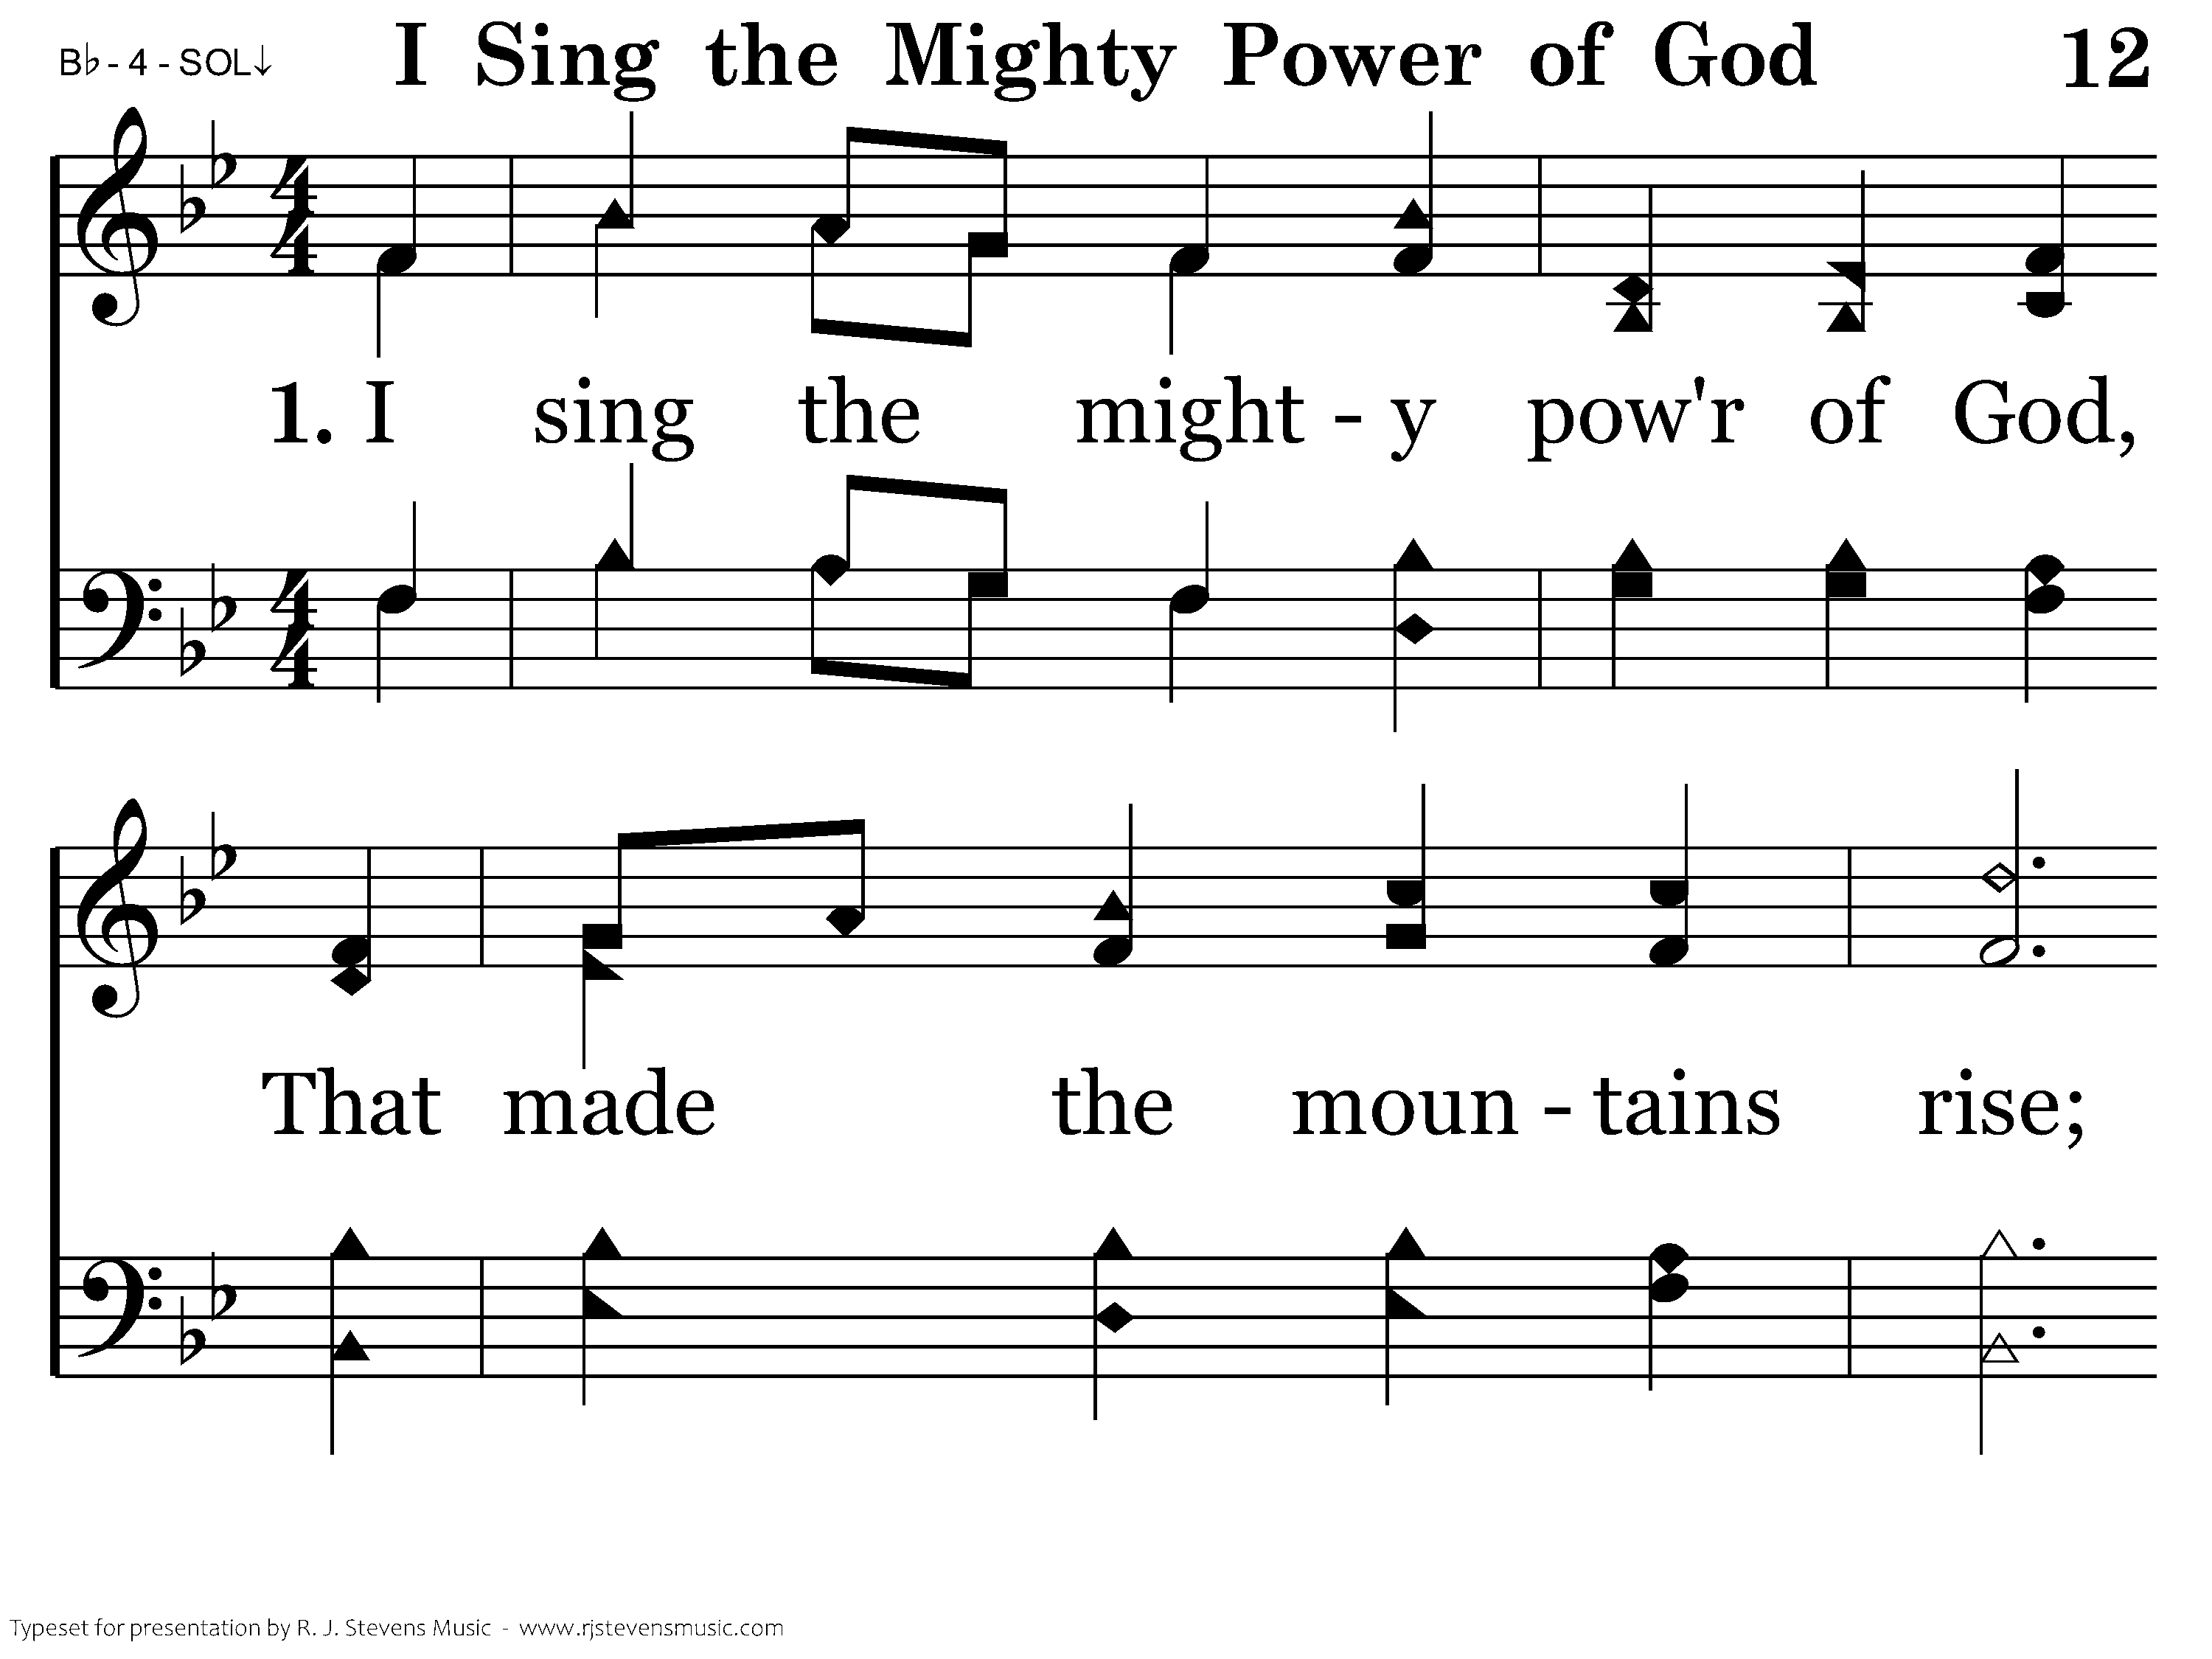 B♭ - 4 - SOL↓ I Sing the Mighty Power of God 12
1. I sing the might - y pow'r of God,
That made the moun - tains rise;
Typeset for presentation by R. J. Stevens Music - www.rjstevensmusic.com